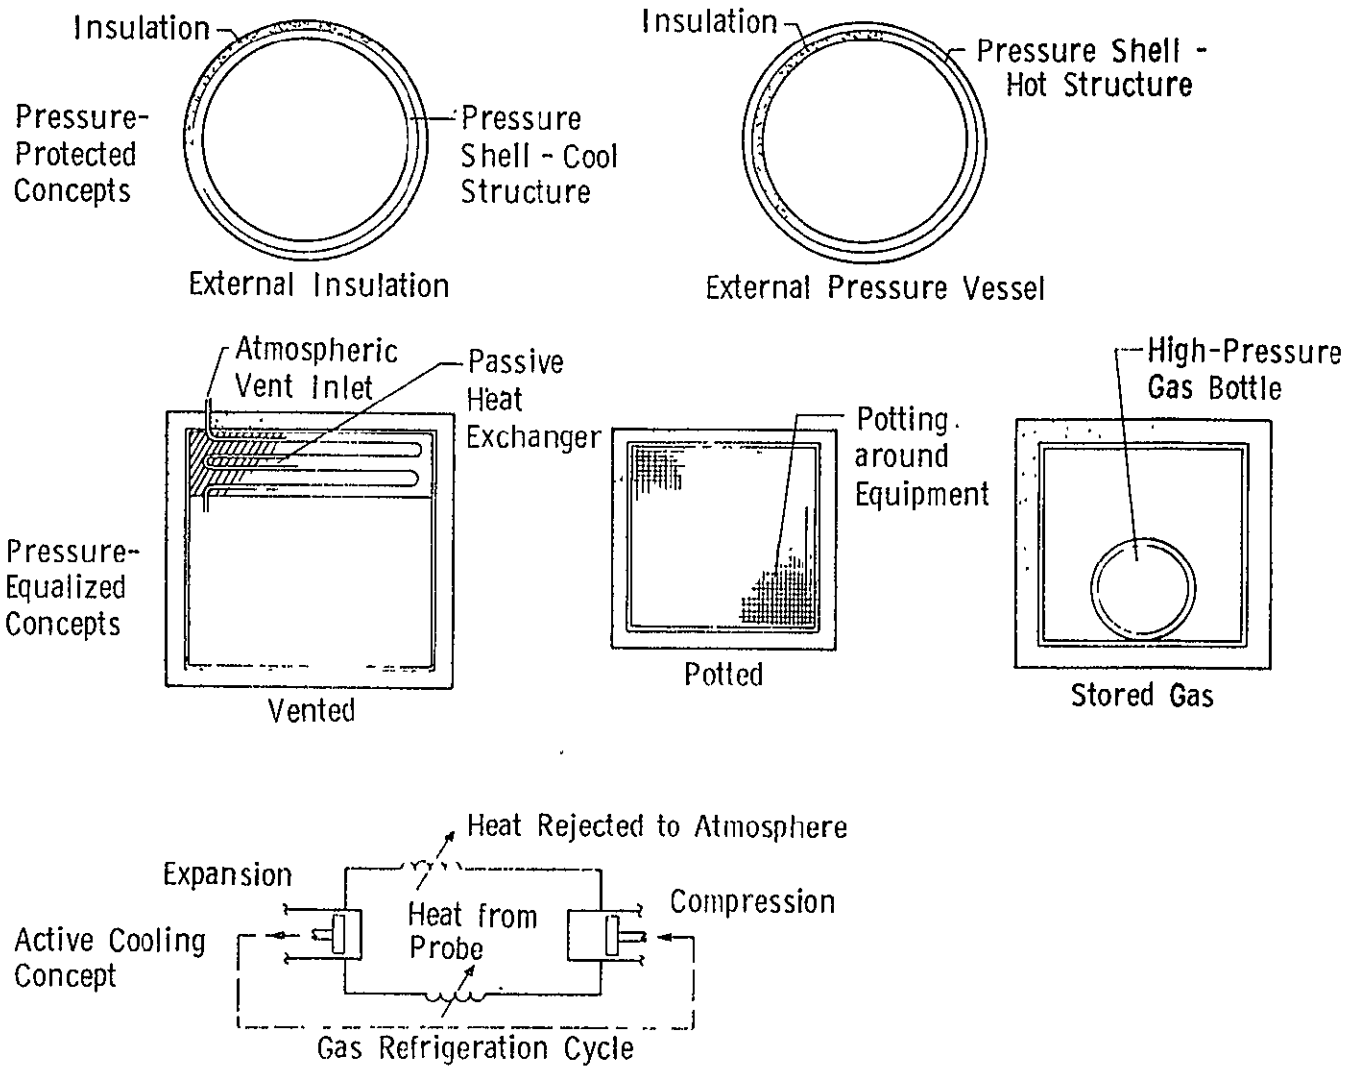 Insulation
Pressure-
Protected
Concepts
Pressure
Shell - Cool
Structure
External Insulation
Insulation
Pressure Shell -
Hot Structure
External Pressure Vessel
Atmospheric
Vent Inlet
Passive
Heat
Exchanger
Pressure-
Equalized
Concepts
Vented
Potting
around
Equipment
Potted
High-Pressure
Gas Bottle
Stored Gas
Heat Rejected to Atmosphere
Expansion
Heat from
Probe
Compression
Active Cooling
Concept
Gas Refrigeration Cycle